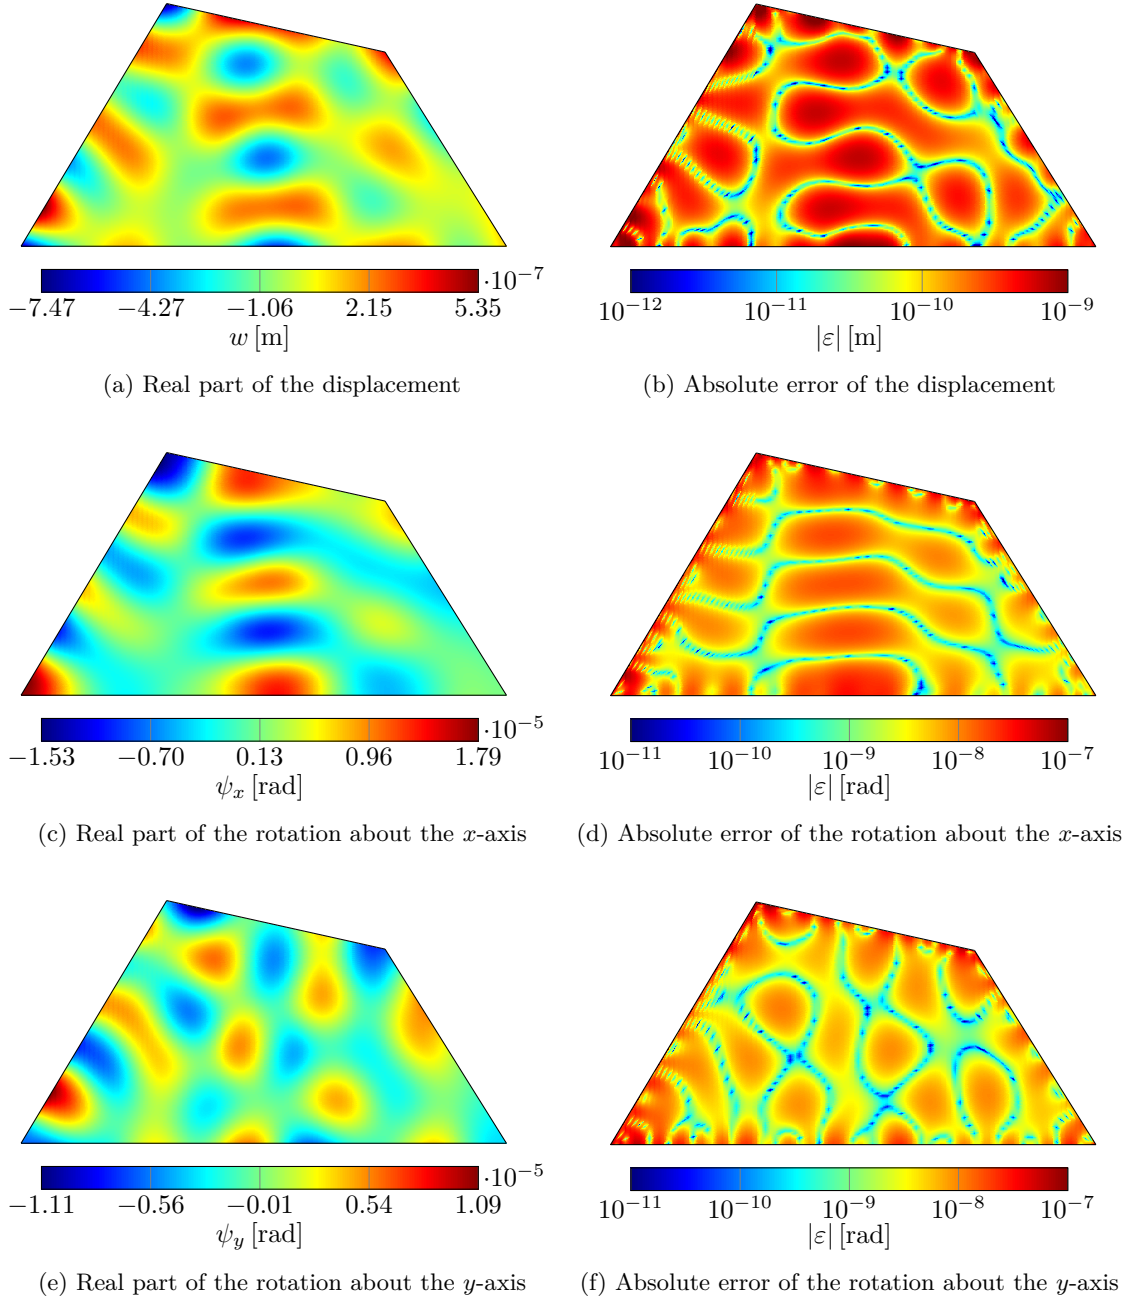 ·10⁻⁷
−7.47 −4.27 −1.06 2.15 5.35
w [m]
(a) Real part of the displacement
10⁻¹² 10⁻¹¹ 10⁻¹⁰ 10⁻⁹
|ε| [m]
(b) Absolute error of the displacement
·10⁻⁵
−1.53 −0.70 0.13 0.96 1.79
ψₓ [rad]
(c) Real part of the rotation about the x-axis
10⁻¹¹ 10⁻¹⁰ 10⁻⁹ 10⁻⁸ 10⁻⁷
|ε| [rad]
(d) Absolute error of the rotation about the x-axis
·10⁻⁵
−1.11 −0.56 −0.01 0.54 1.09
ψ_y [rad]
(e) Real part of the rotation about the y-axis
10⁻¹¹ 10⁻¹⁰ 10⁻⁹ 10⁻⁸ 10⁻⁷
|ε| [rad]
(f) Absolute error of the rotation about the y-axis